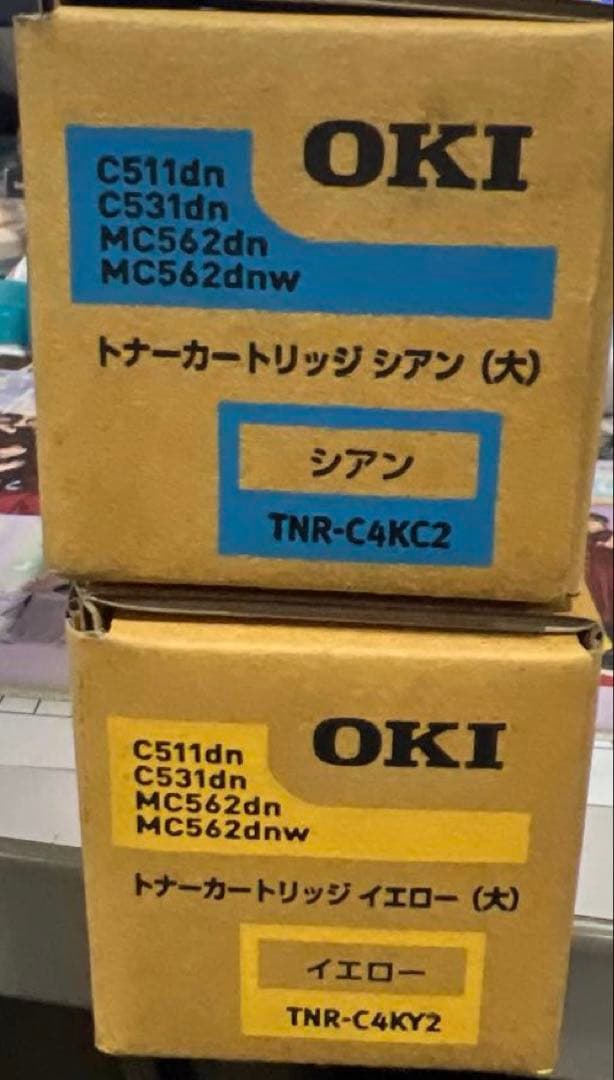 OKI
C511dn
C531dn
MC562dn
MC562dnw
トナーカートリッジ シアン（大）
シアン
TNR-C4KC2
OKI
C511dn
C531dn
MC562dn
MC562dnw
トナーカートリッジ イエロー（大）
イエロー
TNR-C4KY2